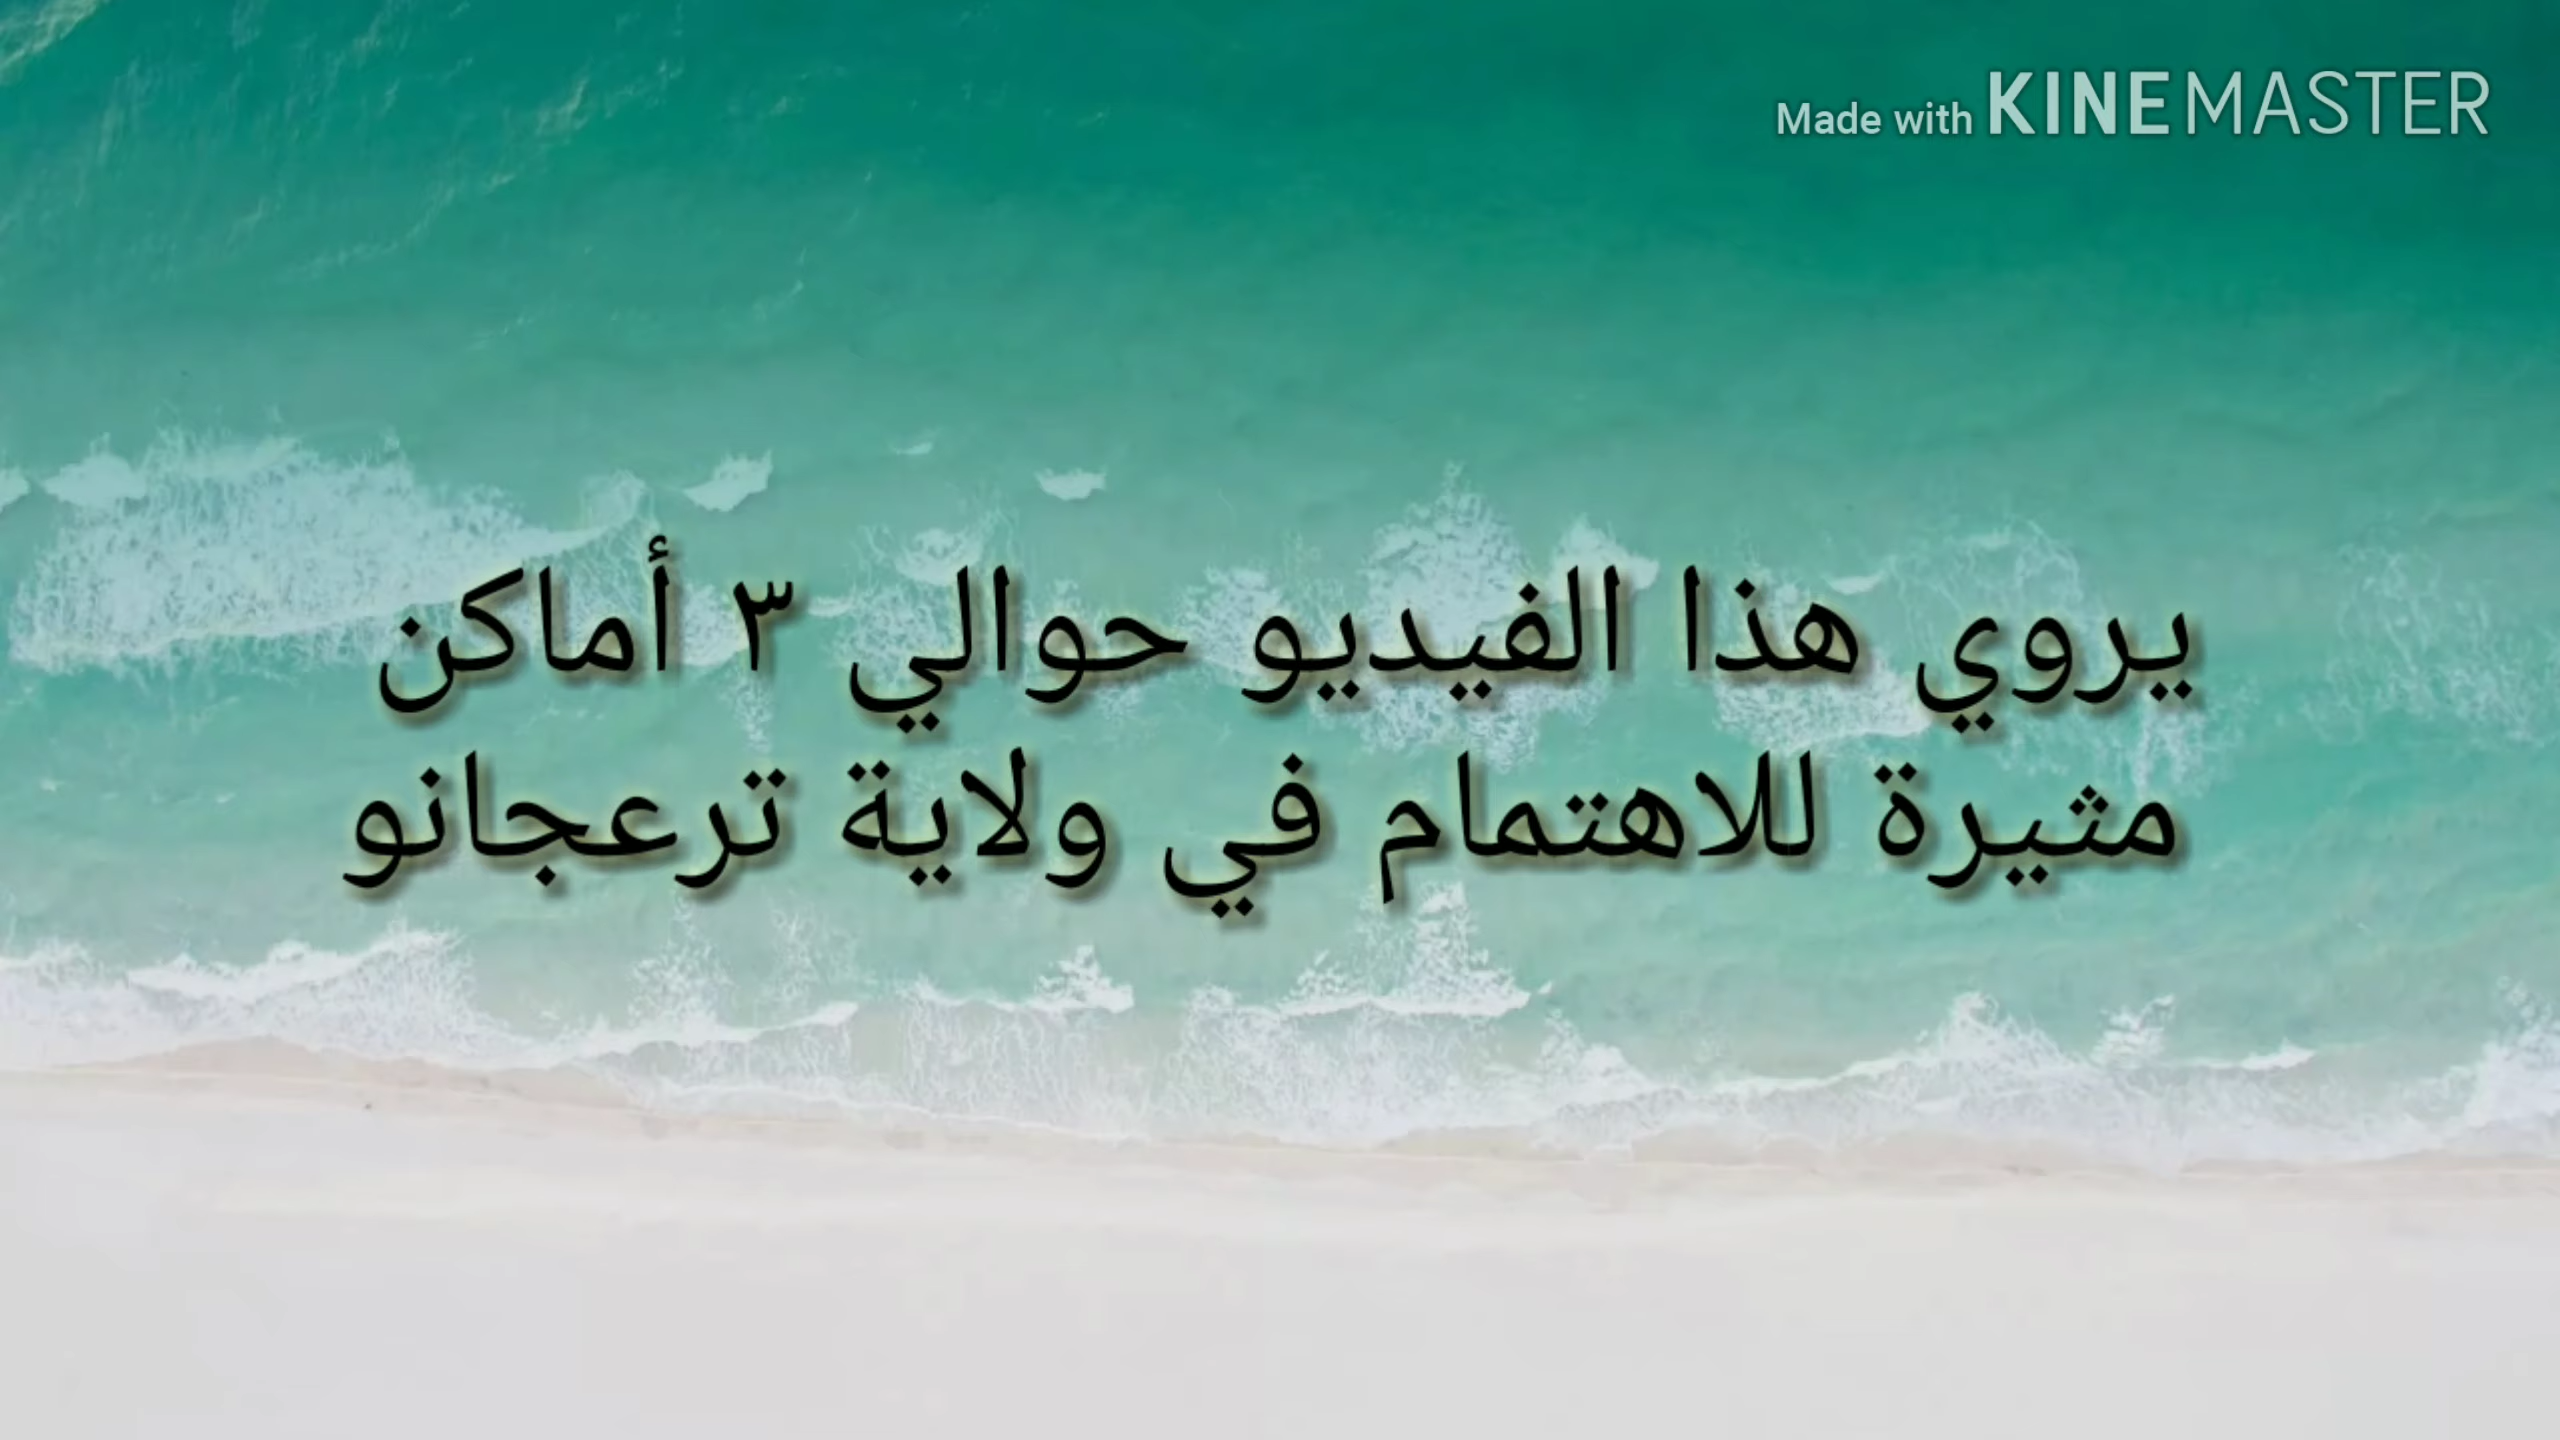 Made with KINEMASTER
يروي هذا الفيديو حوالي ٣ أماكن
مثيرة للاهتمام في ولاية ترعجانو